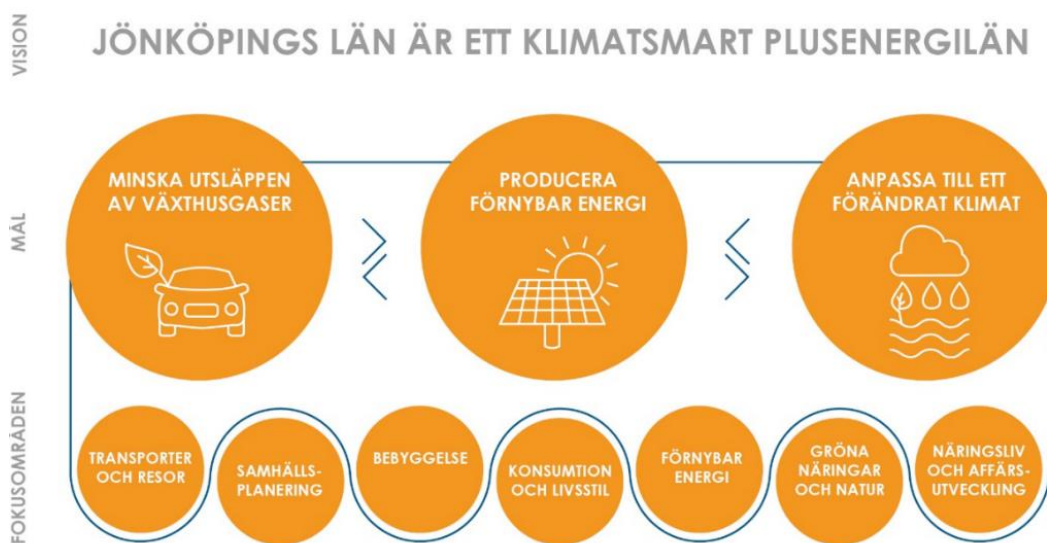 VISION
JÖNKÖPINGS LÄN ÄR ETT KLIMATSMART PLUSENERGILÄN
MÅL
MINSKA UTSLÄPPEN
AV VÄXTHUSGASER
PRODUCERA
FÖRNYBAR ENERGI
ANPASSA TILL ETT
FÖRÄNDRAT KLIMAT
FOKUSOMRÅDEN
TRANSPORTER
OCH RESOR
SAMHÄLLS-
PLANERING
BEBYGGELSE
KONSUMTION
OCH LIVSSTIL
FÖRNYBAR
ENERGI
GRÖNA
NÄRINGAR
OCH NATUR
NÄRINGSLIV
OCH AFFÄRS-
UTVECKLING